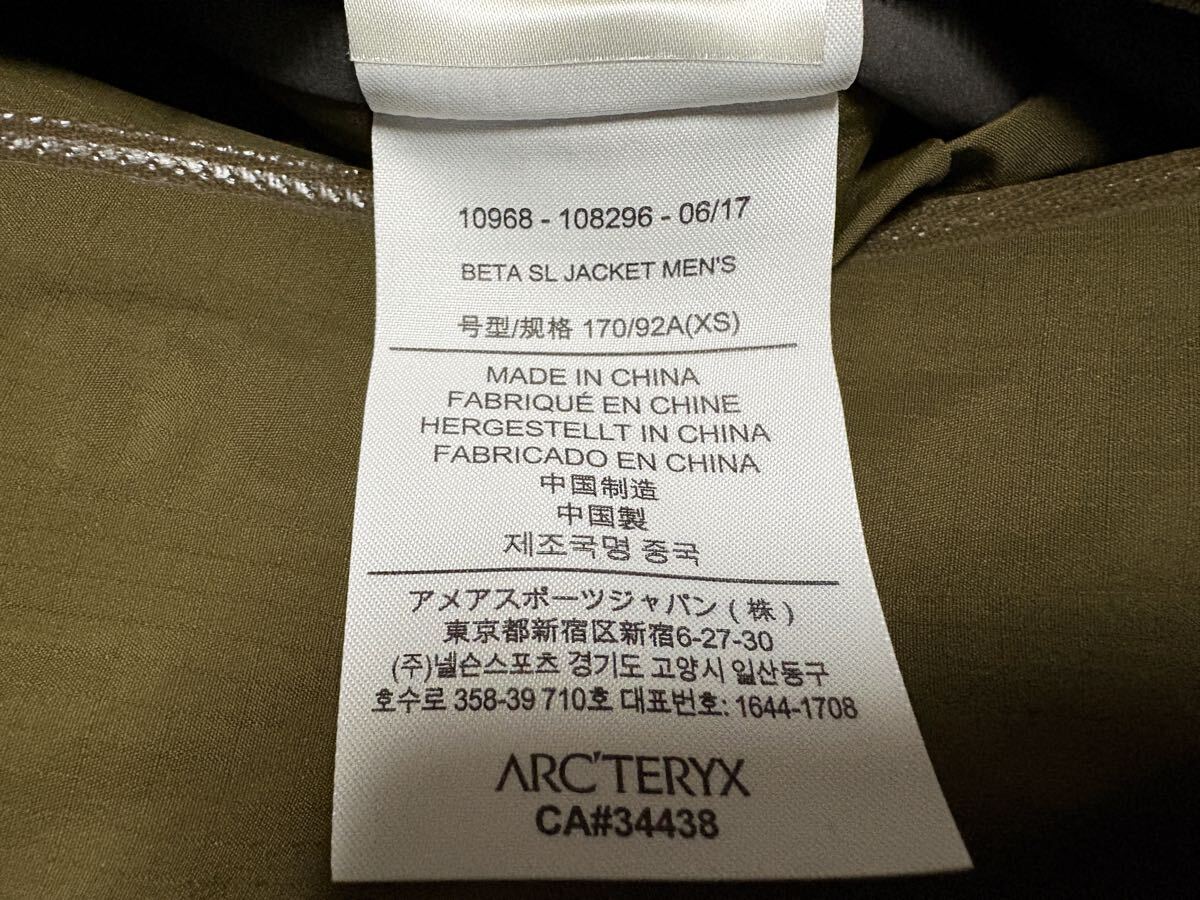 10968 - 108296 - 06/17
BETA SL JACKET MEN'S
号型/规格 170/92A(XS)
MADE IN CHINA
FABRIQUÉ EN CHINE
HERGESTELLT IN CHINA
FABRICADO EN CHINA
中国制造
中国製
제조국명 중국
アメアスポーツジャパン ( 株 )
東京都新宿区新宿6-27-30
(주)넬슨스포츠 경기도 고양시 일산동구
호수로 358-39 710호 대표번호: 1644-1708
ARC'TERYX
CA#34438